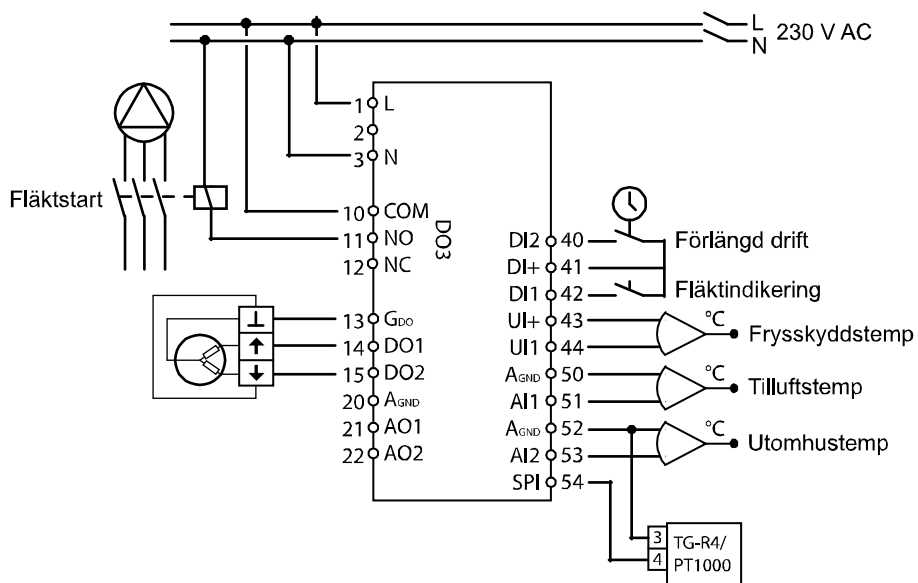 L
N 230 V AC
Fläktstart
1 L
2
3 N
10 COM
11 NO
12 NC
DO3
13 GDO
14 DO1
15 DO2
20 AGND
21 AO1
22 AO2
DI2 40 Förlängd drift
DI+ 41
DI1 42 Fläktindikering
UI+ 43 °C
UI1 44 Frysskyddstemp
AGND 50 °C
AI1 51 Tilluftstemp
AGND 52 °C
AI2 53 Utomhustemp
SPI 54
3 TG-R4/
4 PT1000